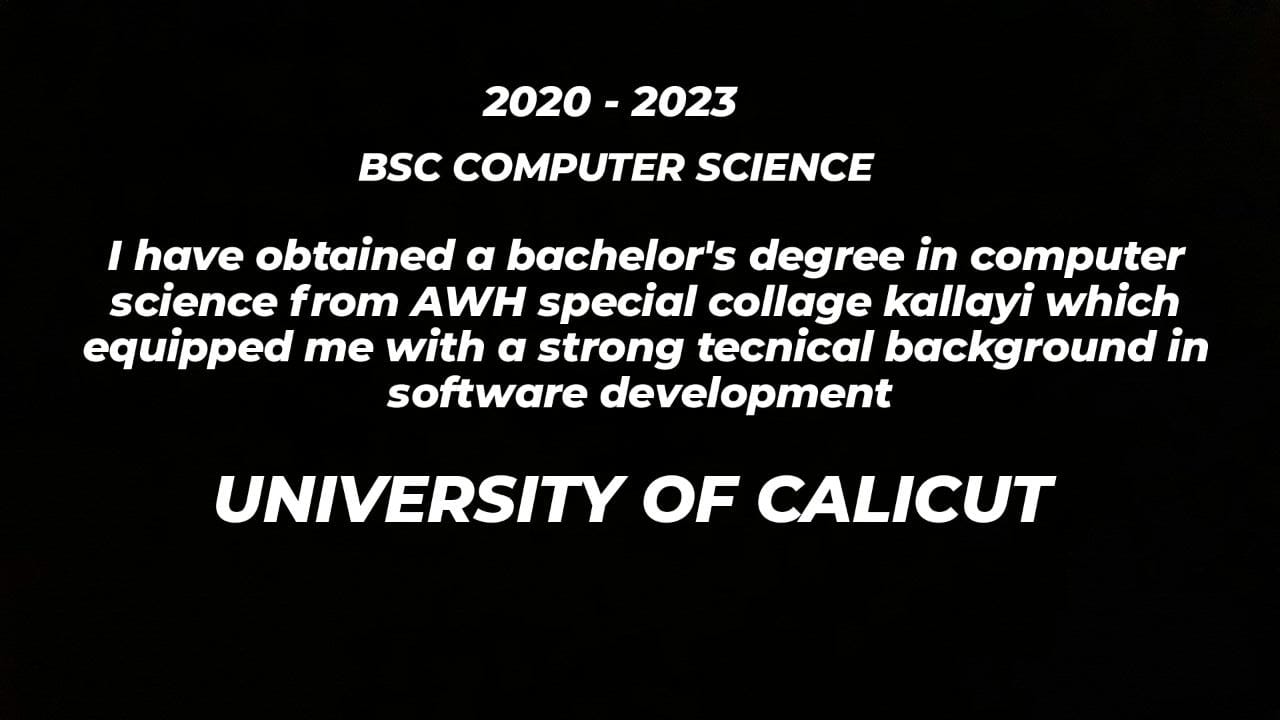 2020 - 2023
BSC COMPUTER SCIENCE
I have obtained a bachelor's degree in computer
science from AWH special collage kallayi which
equipped me with a strong tecnical background in
software development
UNIVERSITY OF CALICUT